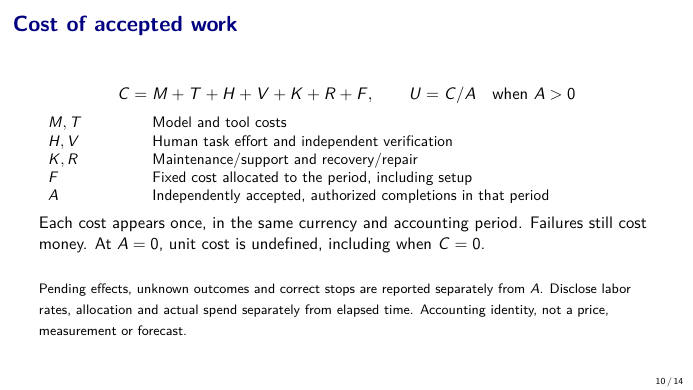 Cost of accepted work
C = M + T + H + V + K + R + F,   U = C/A when A > 0
M, T   Model and tool costs
H, V   Human task effort and independent verification
K, R   Maintenance/support and recovery/repair
F   Fixed cost allocated to the period, including setup
A   Independently accepted, authorized completions in that period
Each cost appears once, in the same currency and accounting period. Failures still cost
money. At A = 0, unit cost is undefined, including when C = 0.
Pending effects, unknown outcomes and correct stops are reported separately from A. Disclose labor
rates, allocation and actual spend separately from elapsed time. Accounting identity, not a price,
measurement or forecast.
10 / 14